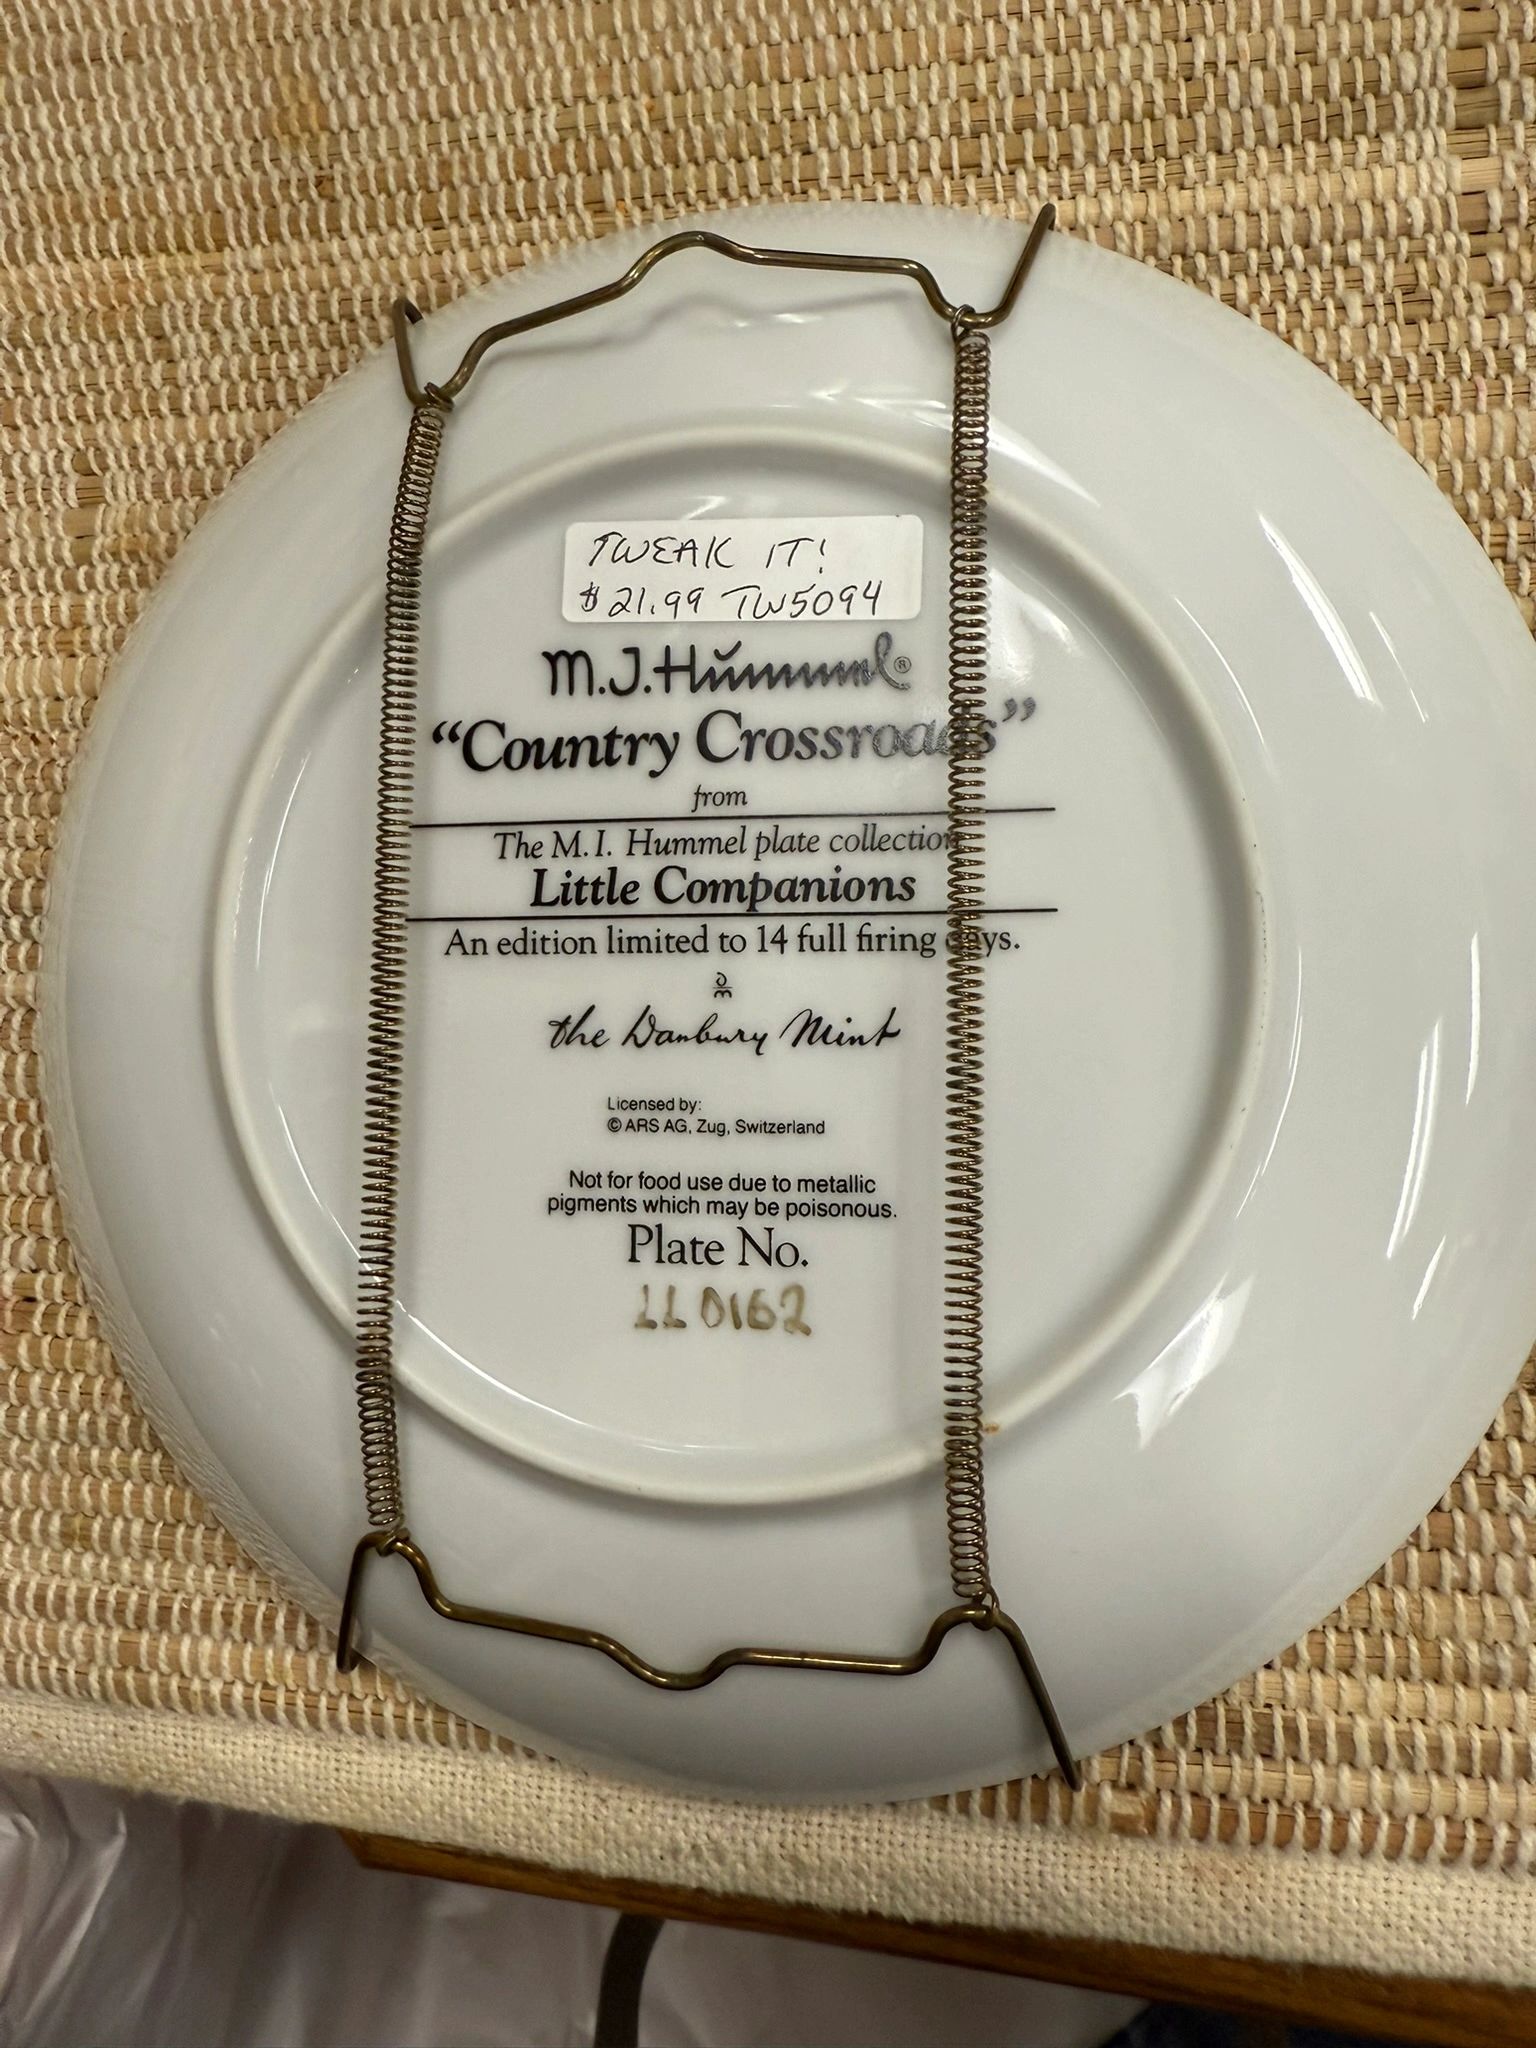 TWEAK IT!
$21.99 TW5094
M.J.Hummel®
“Country Crossroads”
from
The M.I. Hummel plate collection
Little Companions
An edition limited to 14 full firing days.
DM
the Danbury Mint
Licensed by:
© ARS AG, Zug, Switzerland
Not for food use due to metallic
pigments which may be poisonous.
Plate No.
LL0162